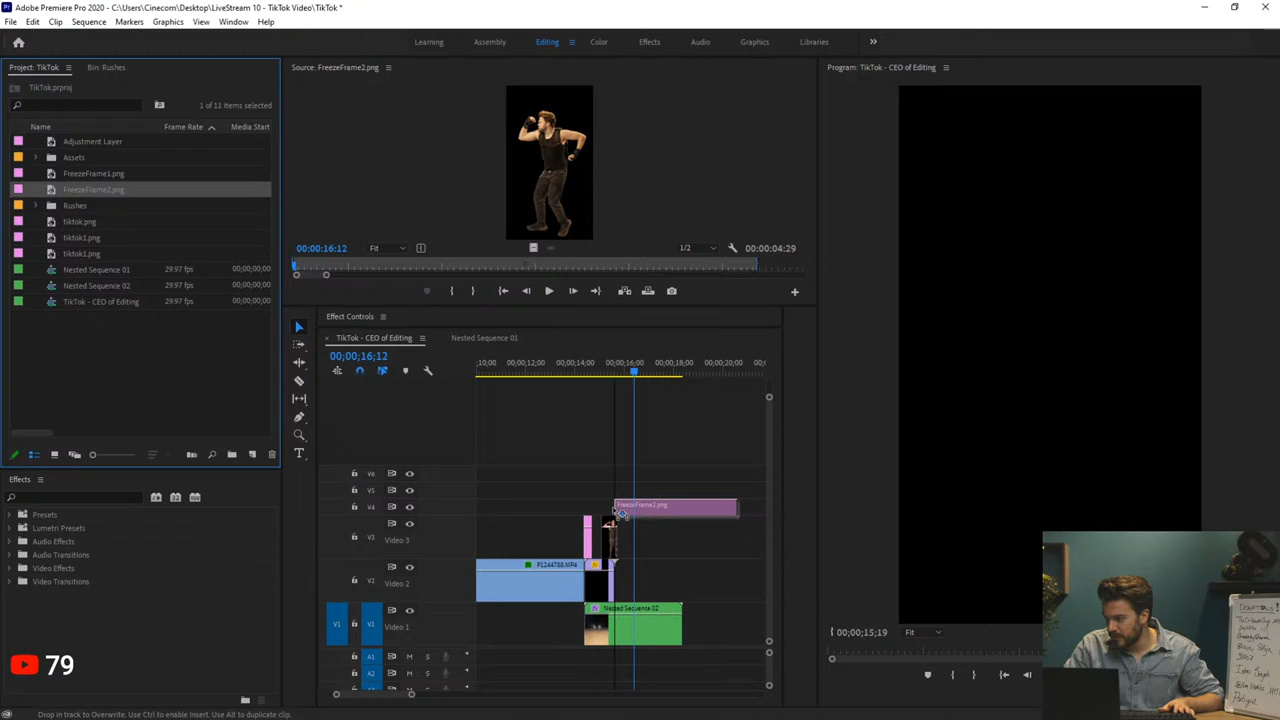 Adobe Premiere Pro 2020 - C:\Users\Cinecom\Desktop\LiveStream 10 - TikTok Video\TikTok *
File Edit Clip Sequence Markers Graphics View Window Help
Learning Assembly Editing Color Effects Audio Graphics Libraries
Project: TikTok Bin: Rushes
TikTok.prproj
1 of 11 items selected
Name Frame Rate Media Start
Adjustment Layer
Assets
FreezeFrame1.png
FreezeFrame2.png
Rushes
tiktok.png
tiktok1.png
tiktok1.png
Nested Sequence 01 29.97 fps 00;00;00;00
Nested Sequence 02 29.97 fps 00;00;00;00
TikTok - CEO of Editing 29.97 fps 00;00;00;00
Source: FreezeFrame2.png
00:00:16:12 Fit 1/2 00:00:04:29
Program: TikTok - CEO of Editing
00;00;15;19 Fit
Effect Controls
TikTok - CEO of Editing Nested Sequence 01
00;00;16;12
;10;00 00;00;12;00 00;00;14;00 00;00;16;00 00;00;18;00 00;00;20;00
V6
V5
V4 FreezeFrame2.png
V3 Video 3
V2 Video 2 P1244768.MP4
V1 V1 Video 1 Nested Sequence 02
A1 M S
A2 M S
Effects
Presets
Lumetri Presets
Audio Effects
Audio Transitions
Video Effects
Video Transitions
79
Drop in track to Overwrite. Use Ctrl to enable Insert. Use Alt to duplicate clip.